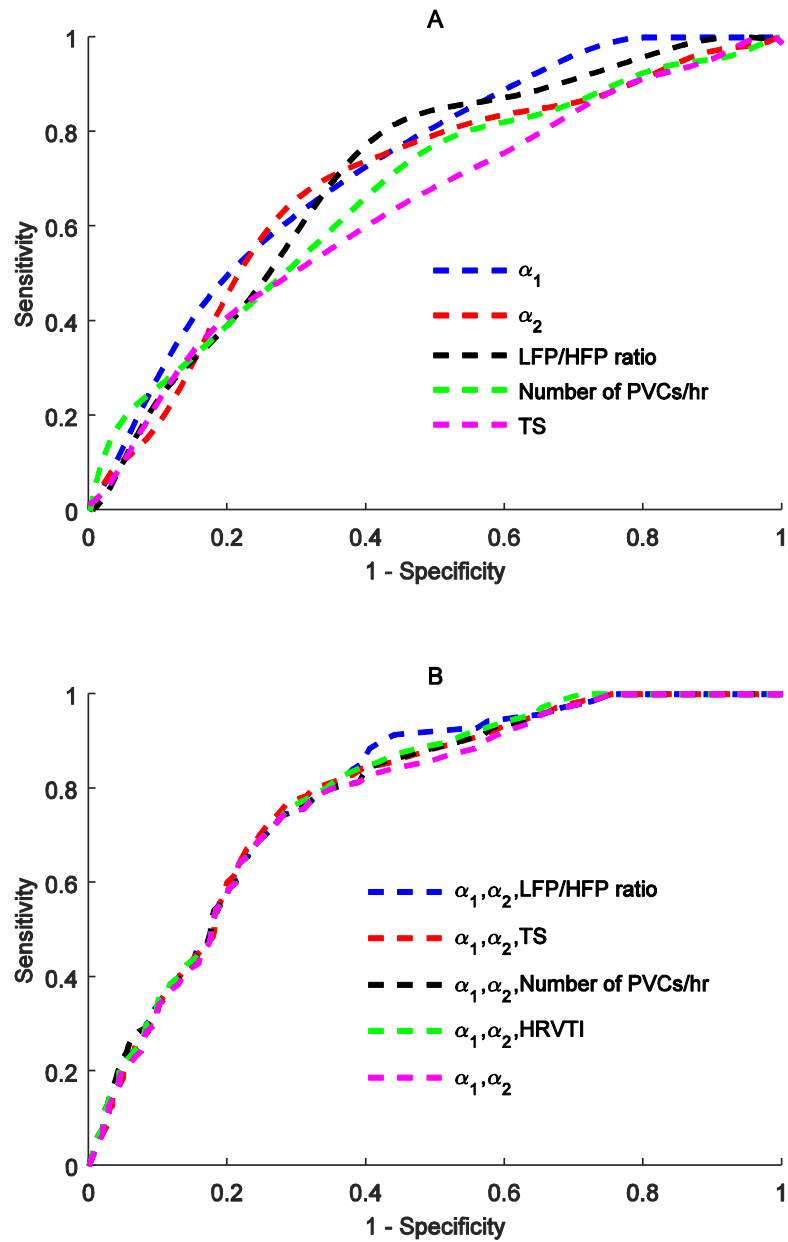 A
1
0.8
0.6
0.4
0.2
0
Sensitivity
α1
α2
LFP/HFP ratio
Number of PVCs/hr
TS
0 0.2 0.4 0.6 0.8 1
1 - Specificity
B
1
0.8
0.6
0.4
0.2
0
Sensitivity
α1,α2,LFP/HFP ratio
α1,α2,TS
α1,α2,Number of PVCs/hr
α1,α2,HRVTI
α1,α2
0 0.2 0.4 0.6 0.8 1
1 - Specificity